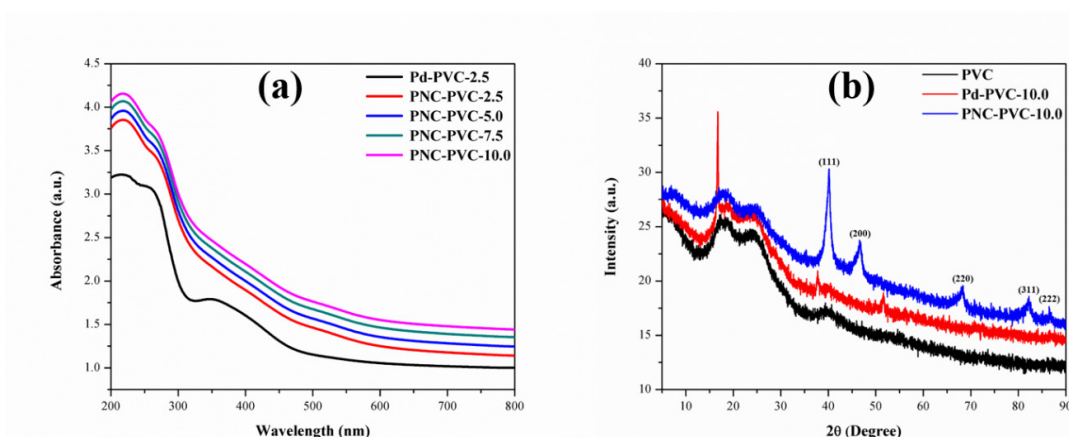 (a)
Pd-PVC-2.5
PNC-PVC-2.5
PNC-PVC-5.0
PNC-PVC-7.5
PNC-PVC-10.0
4.5
4.0
3.5
3.0
2.5
2.0
1.5
1.0
Absorbance (a.u.)
200 300 400 500 600 700 800
Wavelength (nm)
(b)
PVC
Pd-PVC-10.0
PNC-PVC-10.0
(111)
(200)
(220)
(311)
(222)
40
35
30
25
20
15
10
Intensity (a.u.)
10 20 30 40 50 60 70 80 90
2θ (Degree)